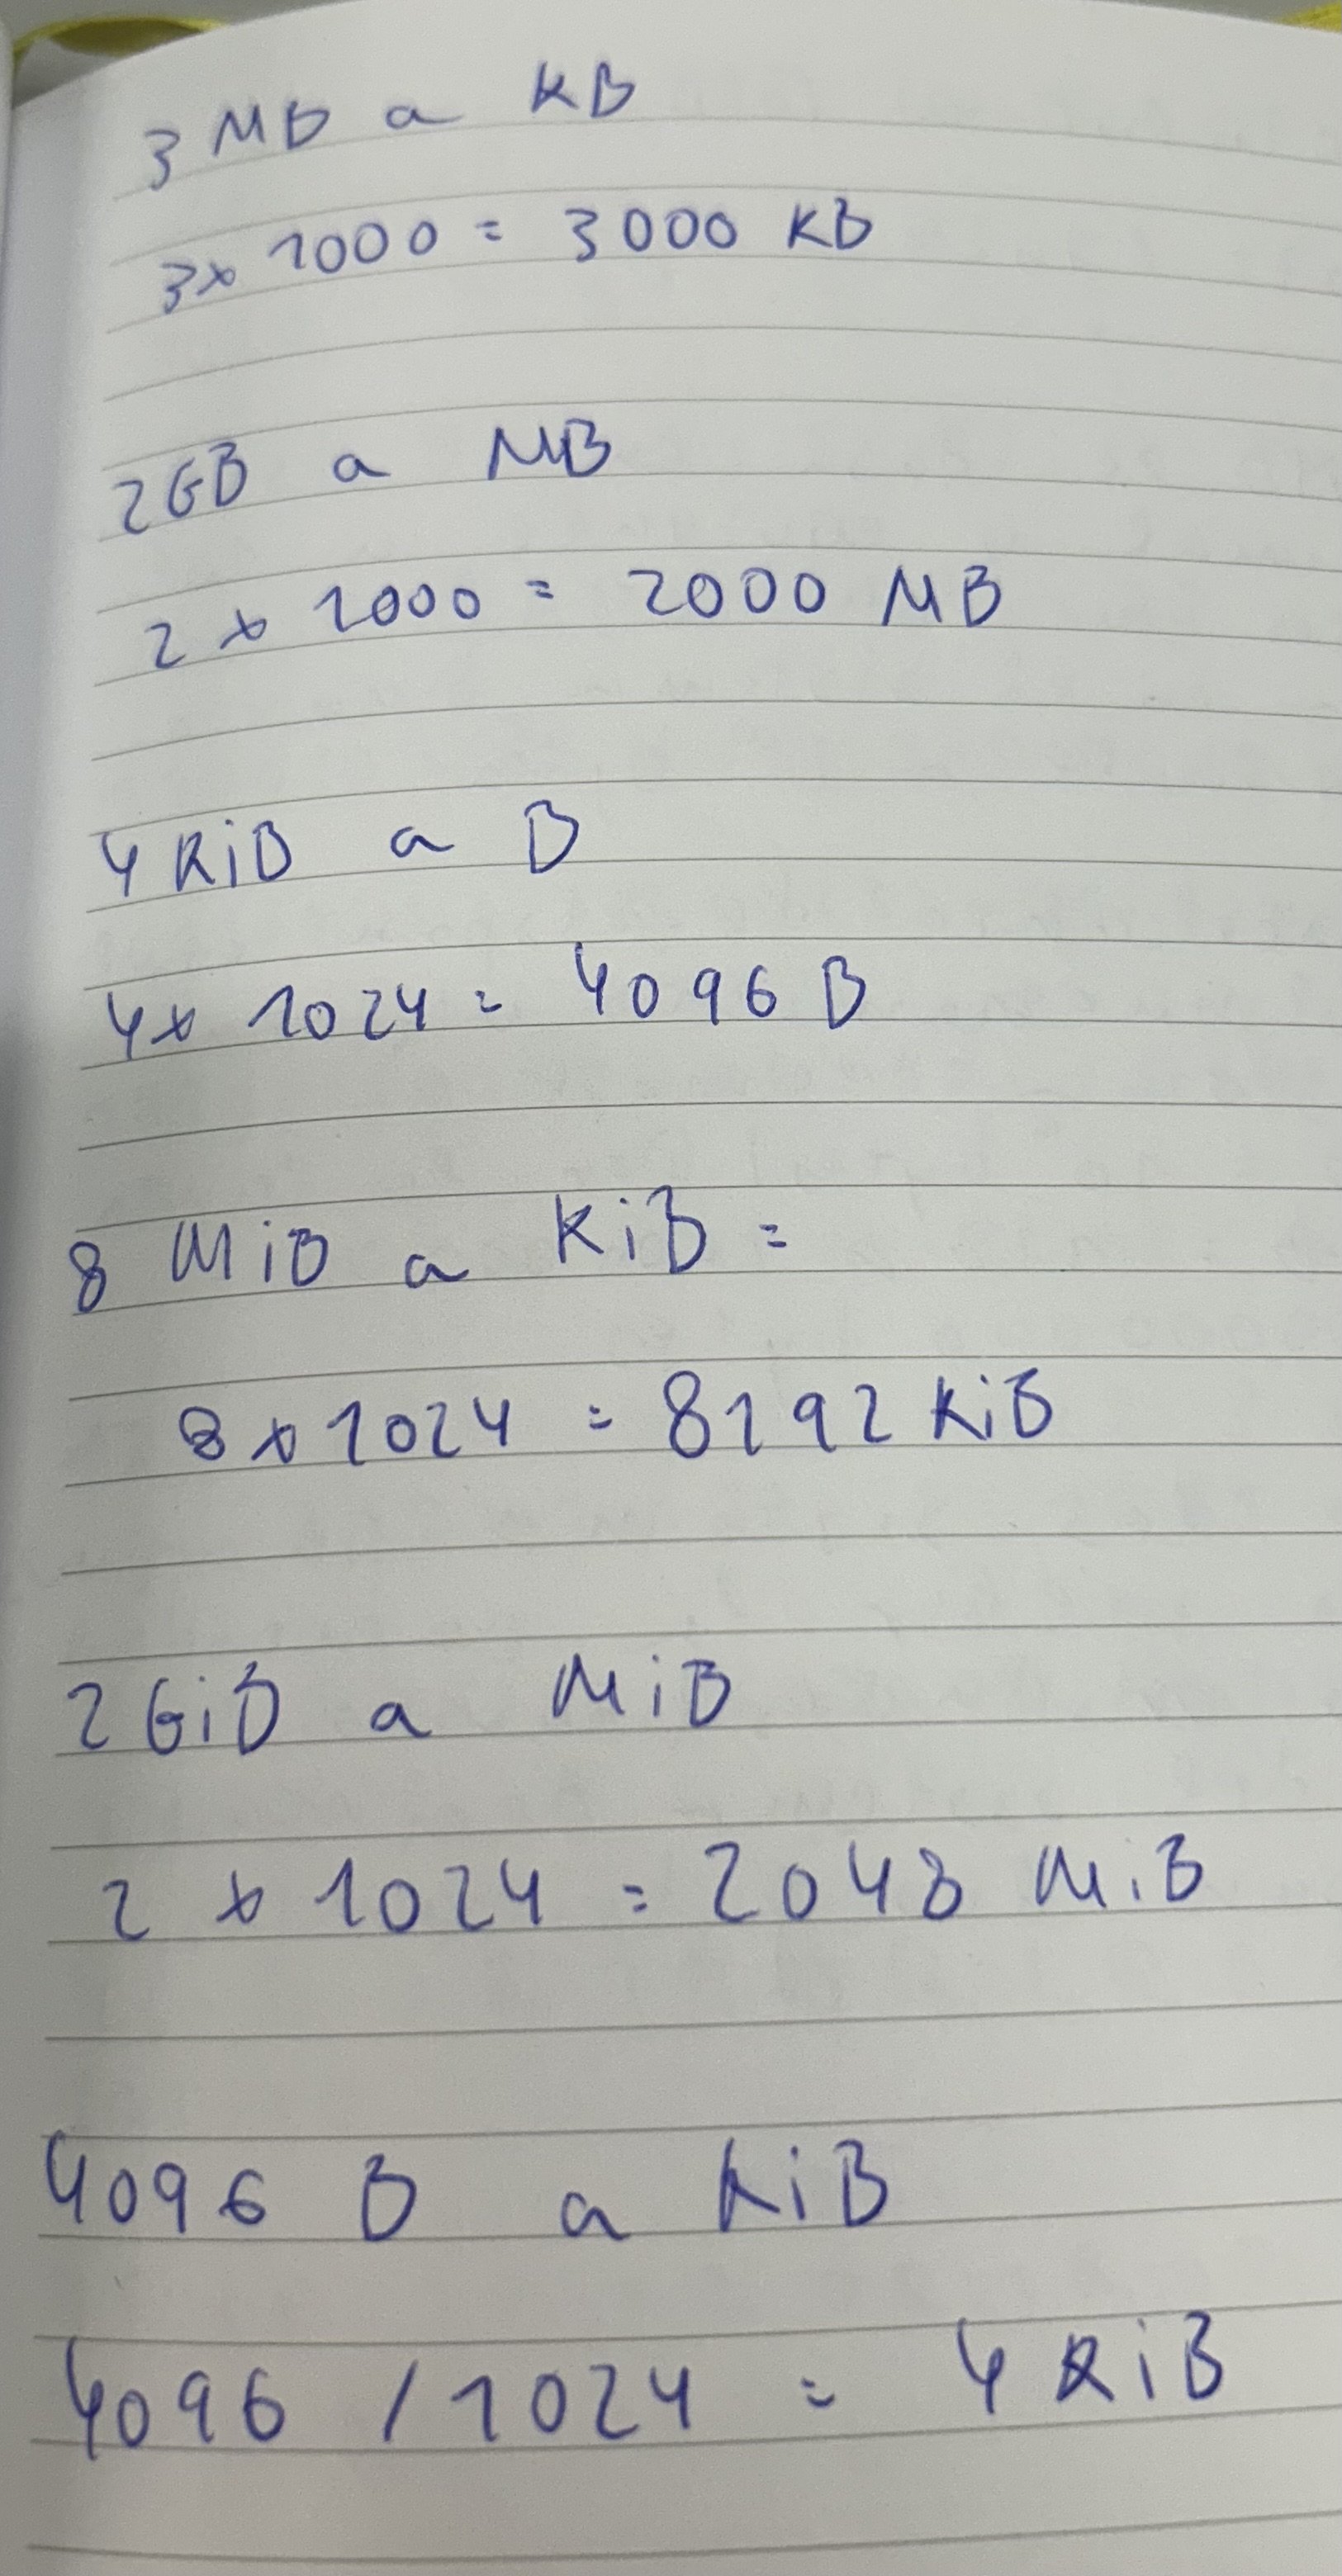 3 MB a KB
3x 1000 = 3000 KB
2GB a MB
2 x 1000 = 2000 MB
4 KiB a B
4x 1024 = 4096 B
8 MiB a KiB =
8 x 1024 = 8192 KiB
2 GiB a MiB
2 x 1024 = 2048 MiB
4096 B a KiB
4096 / 1024 = 4 KiB